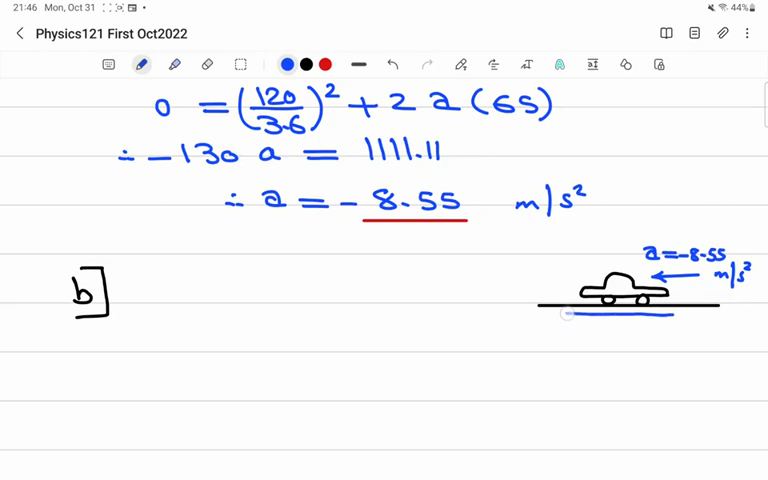 21:46 Mon, Oct 31 44%
Physics121 First Oct2022
0 = (120/3.6)² + 2 a (65)
∴ -130 a = 1111.11
∴ a = - 8.55 m/s²
b]
a=-8.55
m/s²